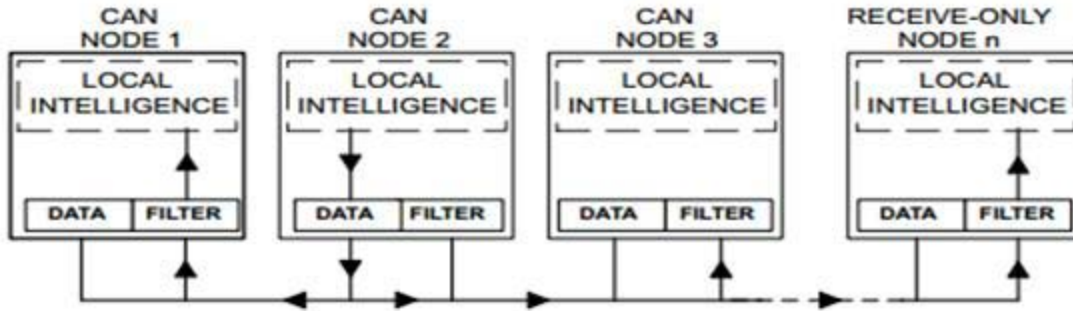 CAN
NODE 1
CAN
NODE 2
CAN
NODE 3
RECEIVE-ONLY
NODE n
LOCAL
INTELLIGENCE
LOCAL
INTELLIGENCE
LOCAL
INTELLIGENCE
LOCAL
INTELLIGENCE
DATA FILTER
DATA FILTER
DATA FILTER
DATA FILTER